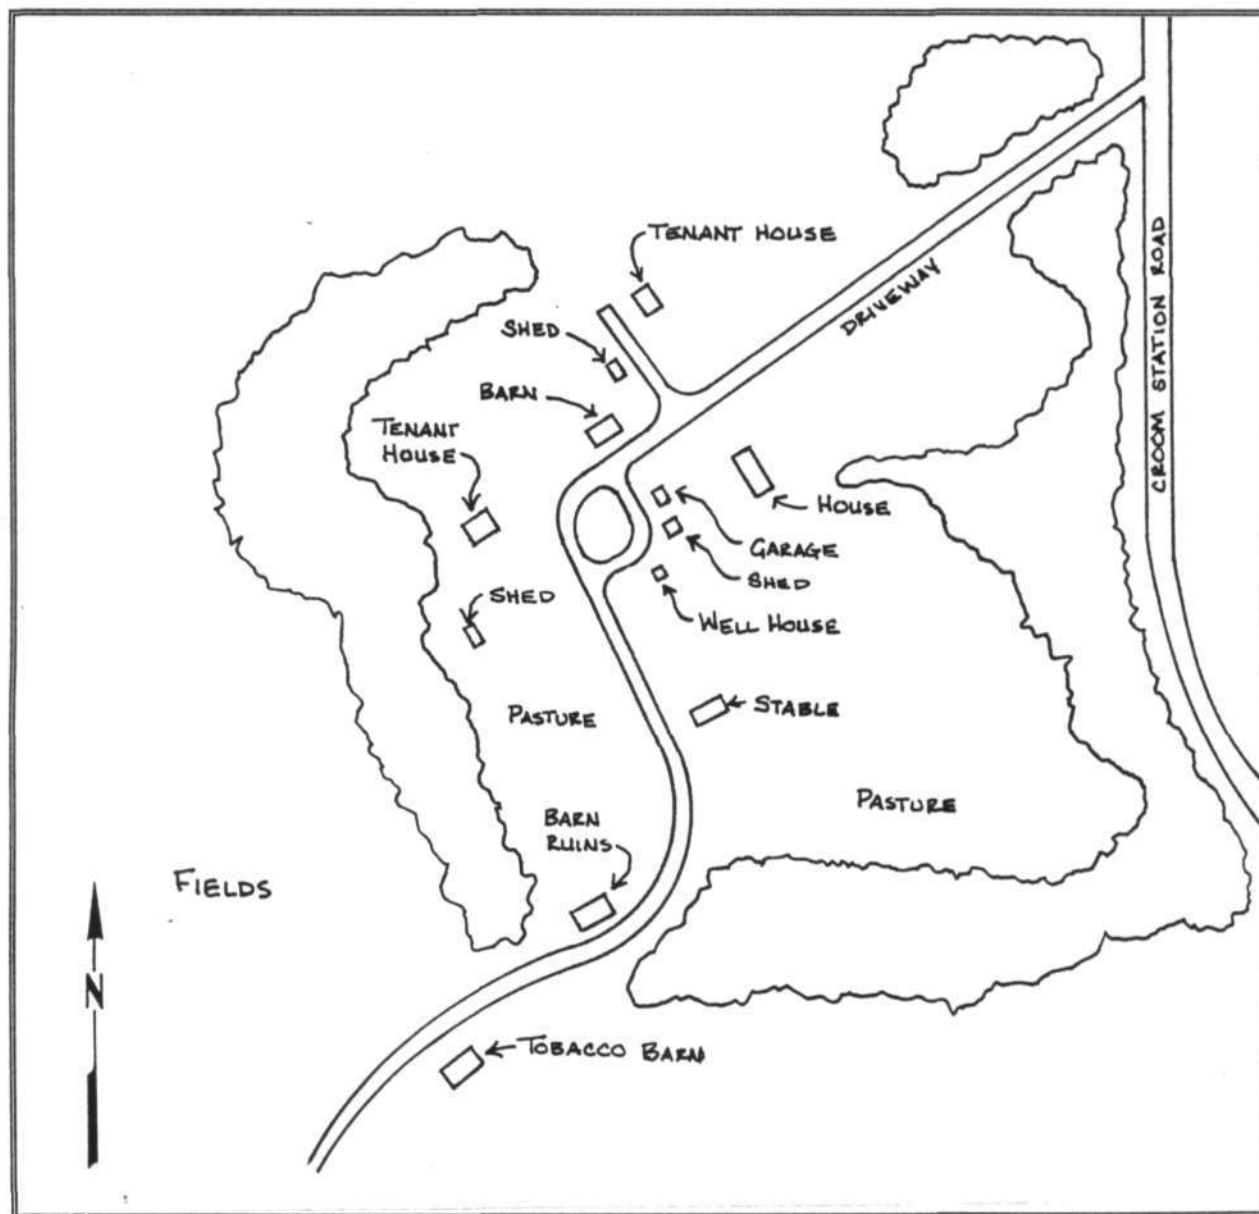 TENANT HOUSE
DRIVEWAY
CROOM STATION ROAD
SHED
BARN
TENANT
HOUSE
HOUSE
GARAGE
SHED
SHED
WELL HOUSE
PASTURE
STABLE
PASTURE
BARN
RUINS
FIELDS
N
TOBACCO BARN